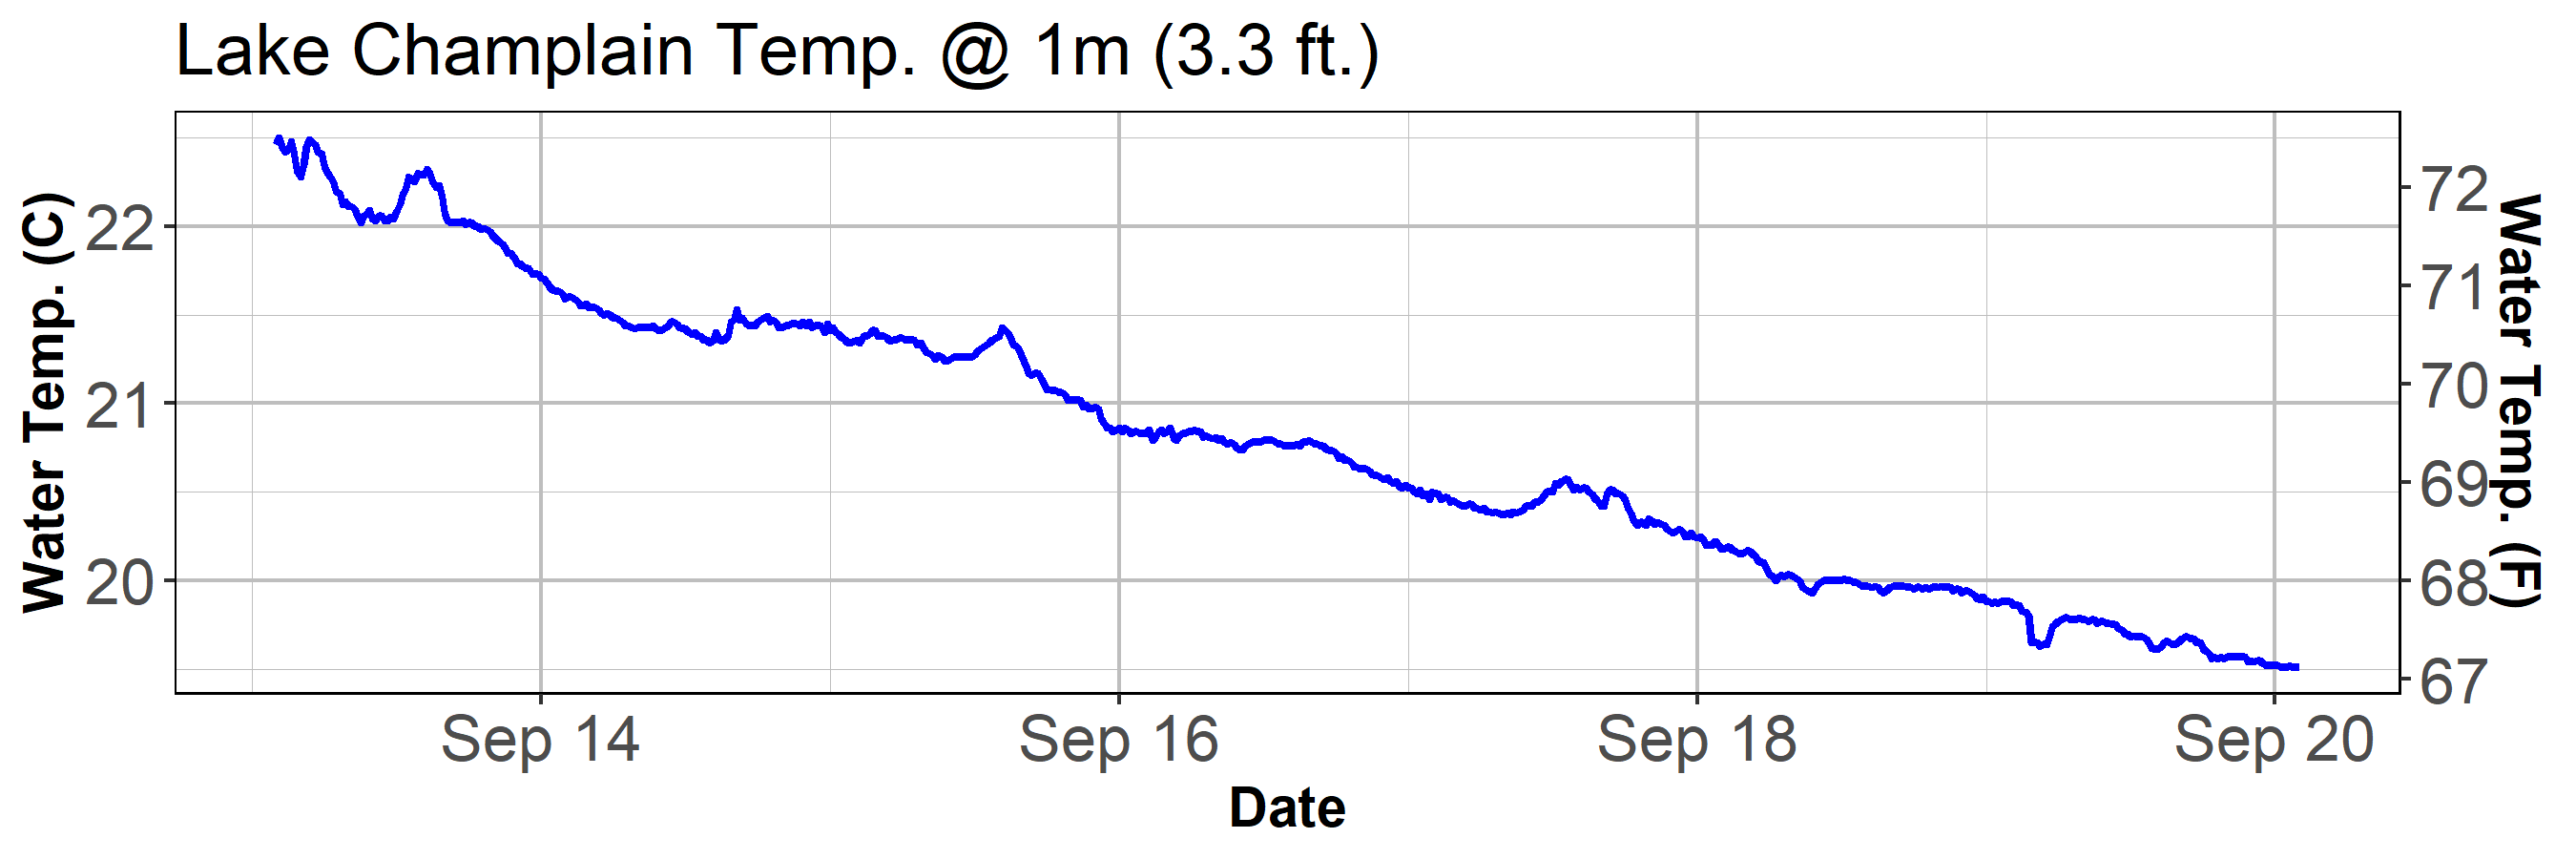 Lake Champlain Temp. @ 1m (3.3 ft.)
Water Temp. (C)
22
21
20
72
71
70
69
68
67
Water Temp. (F)
Sep 14
Sep 16
Sep 18
Sep 20
Date